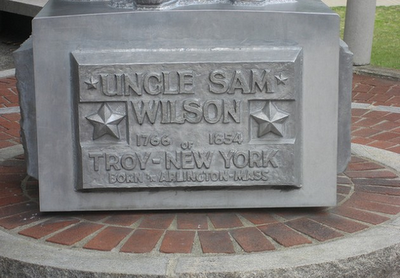 UNCLE SAM
WILSON
1766 OF 1854
TROY-NEW YORK
BORN ★ ARLINGTON-MASS